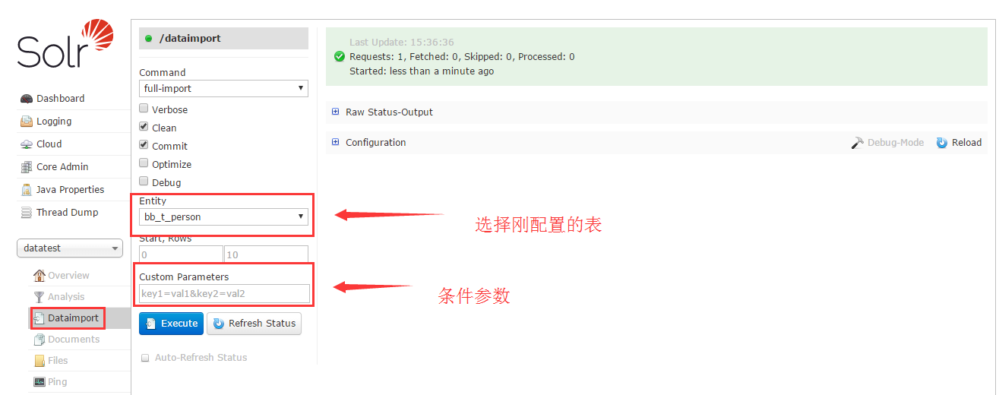 Solr
Dashboard
Logging
Cloud
Core Admin
Java Properties
Thread Dump
datatest
Overview
Analysis
Dataimport
Documents
Files
Ping
/dataimport
Command
full-import
Verbose
Clean
Commit
Optimize
Debug
Entity
bb_t_person
Start, Rows
0 10
Custom Parameters
key1=val1&key2=val2
Execute Refresh Status
Auto-Refresh Status
Last Update: 15:36:36
Requests: 1, Fetched: 0, Skipped: 0, Processed: 0
Started: less than a minute ago
Raw Status-Output
Configuration Debug-Mode Reload
选择刚配置的表
条件参数